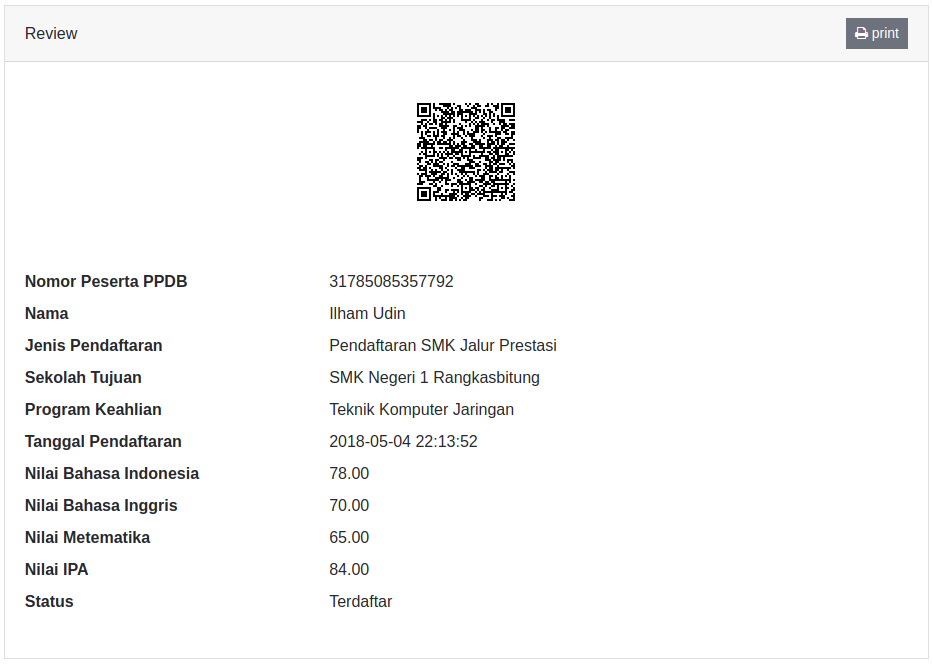 Review
print
Nomor Peserta PPDB 31785085357792
Nama Ilham Udin
Jenis Pendaftaran Pendaftaran SMK Jalur Prestasi
Sekolah Tujuan SMK Negeri 1 Rangkasbitung
Program Keahlian Teknik Komputer Jaringan
Tanggal Pendaftaran 2018-05-04 22:13:52
Nilai Bahasa Indonesia 78.00
Nilai Bahasa Inggris 70.00
Nilai Metematika 65.00
Nilai IPA 84.00
Status Terdaftar